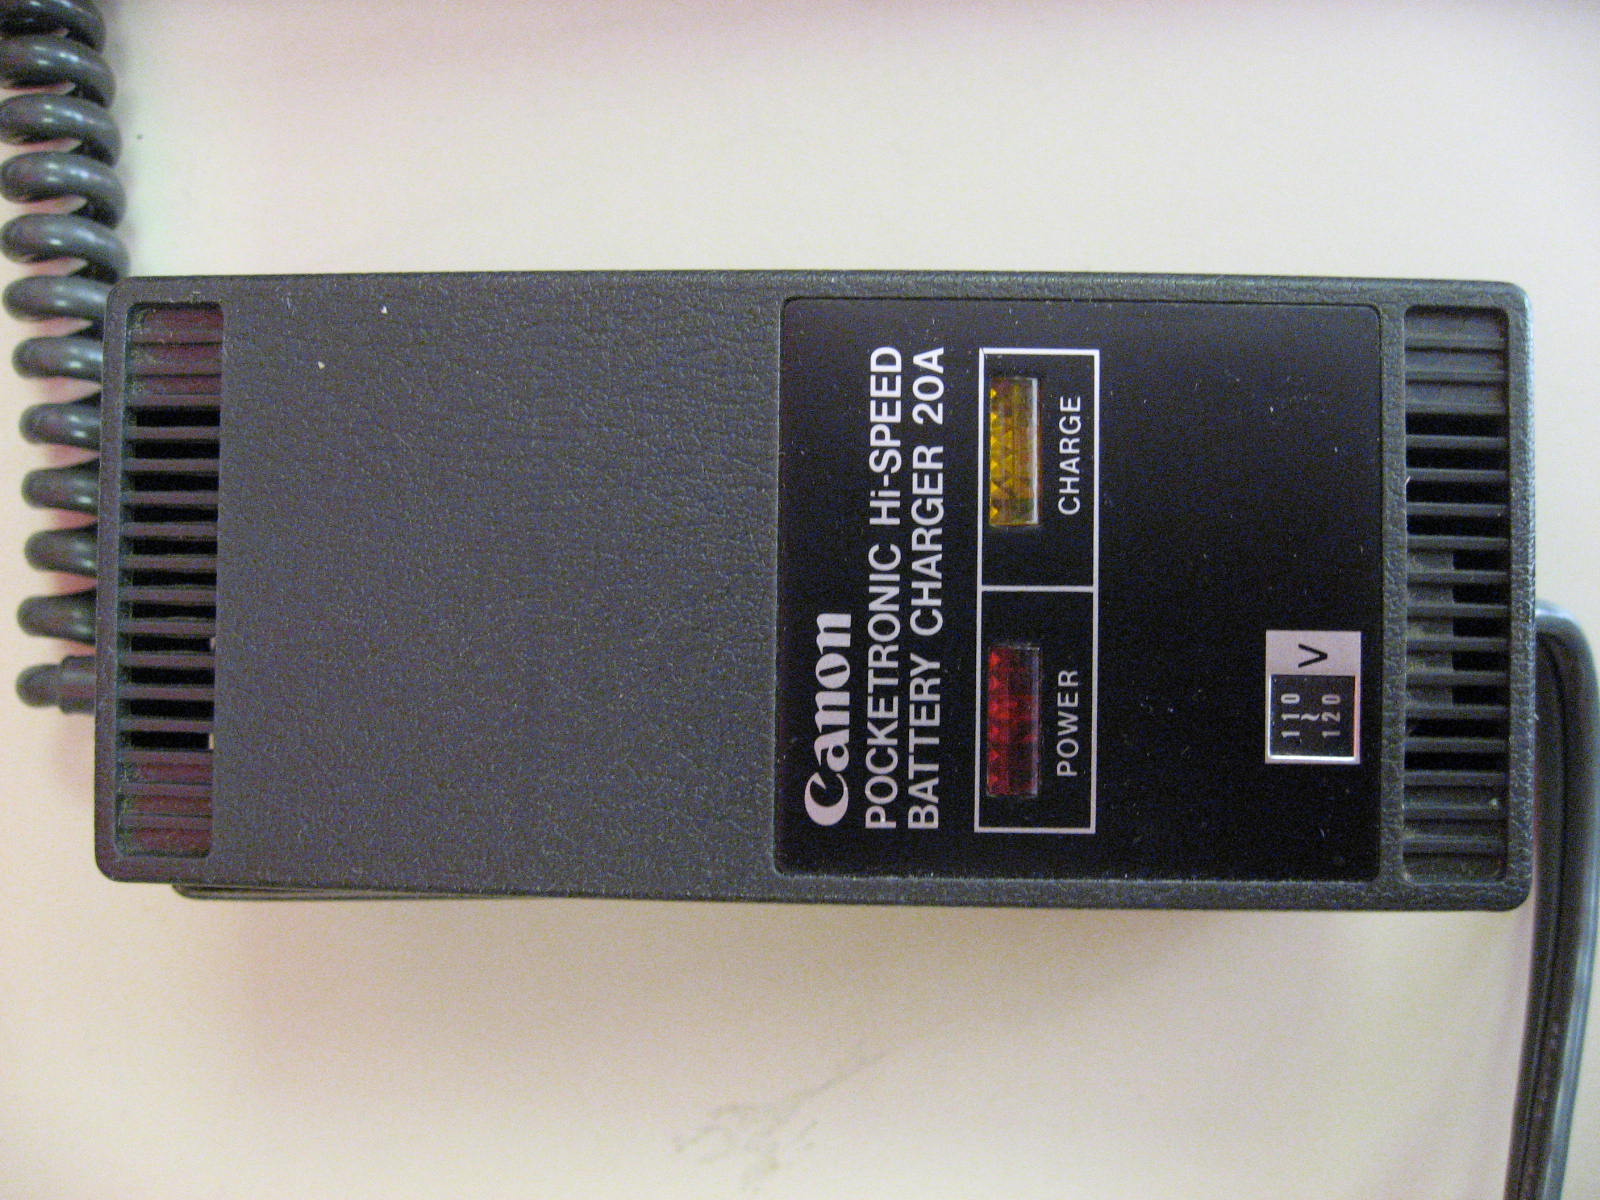 Canon
POCKETRONIC Hi-SPEED
BATTERY CHARGER 20A
POWER
CHARGE
110
~
120
V